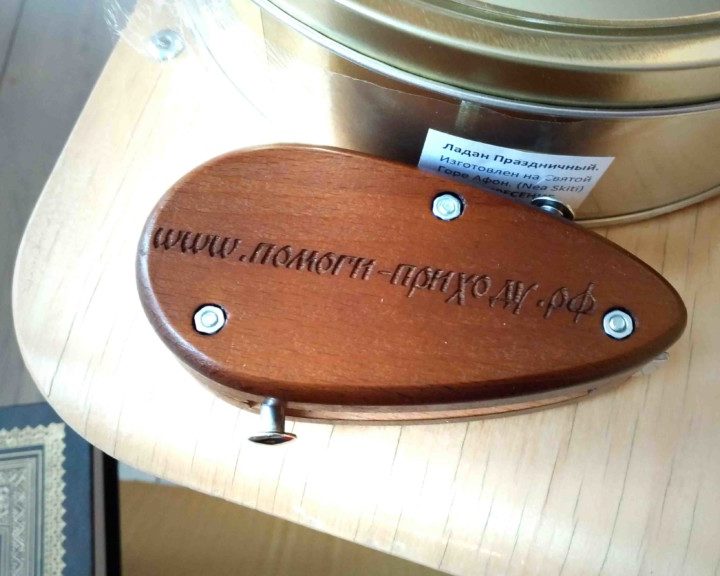 Ладан Праздничный.
Изготовлен на Святой
Горе Афон. (Nea Skiti)
www.помоги-приХоду.рф